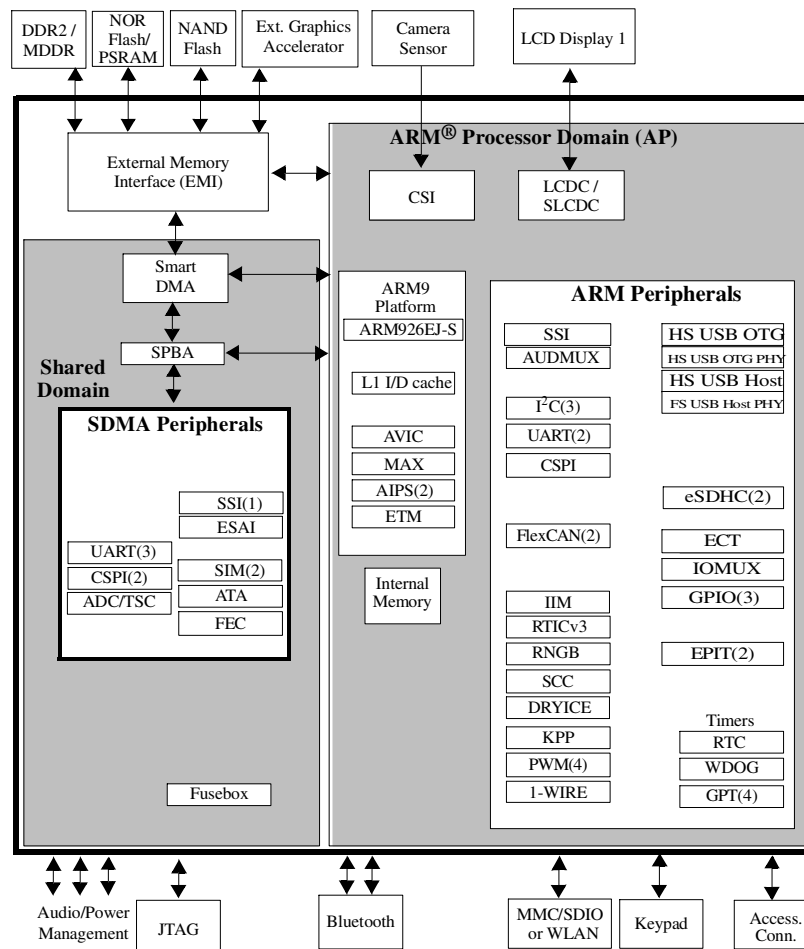 DDR2 /
MDDR
NOR
Flash/
PSRAM
NAND
Flash
Ext. Graphics
Accelerator
Camera
Sensor
LCD Display 1
External Memory
Interface (EMI)
ARM® Processor Domain (AP)
CSI
LCDC /
SLCDC
Smart
DMA
SPBA
Shared
Domain
SDMA Peripherals
SSI(1)
ESAI
UART(3)
CSPI(2)
ADC/TSC
SIM(2)
ATA
FEC
Fusebox
ARM9
Platform
ARM926EJ-S
L1 I/D cache
AVIC
MAX
AIPS(2)
ETM
Internal
Memory
ARM Peripherals
SSI
AUDMUX
I²C(3)
UART(2)
CSPI
FlexCAN(2)
IIM
RTICv3
RNGB
SCC
DRYICE
KPP
PWM(4)
1-WIRE
HS USB OTG
HS USB OTG PHY
HS USB Host
FS USB Host PHY
eSDHC(2)
ECT
IOMUX
GPIO(3)
EPIT(2)
Timers
RTC
WDOG
GPT(4)
Audio/Power
Management
JTAG
Bluetooth
MMC/SDIO
or WLAN
Keypad
Access.
Conn.